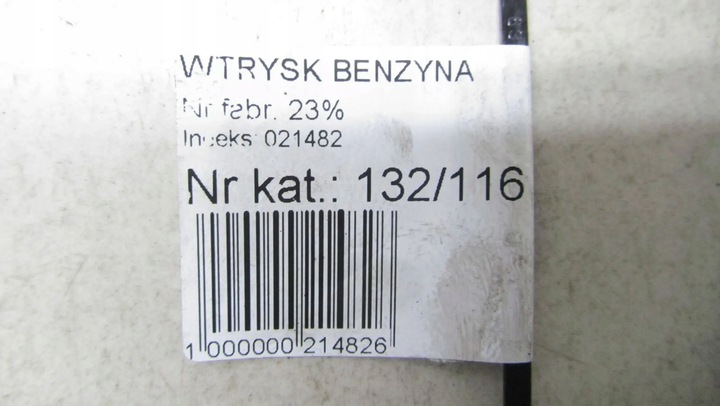 WTRYSK BENZYNA
Nr fabr. 23%
Indeks: 021482
Nr kat.: 132/116
1 000000 214826